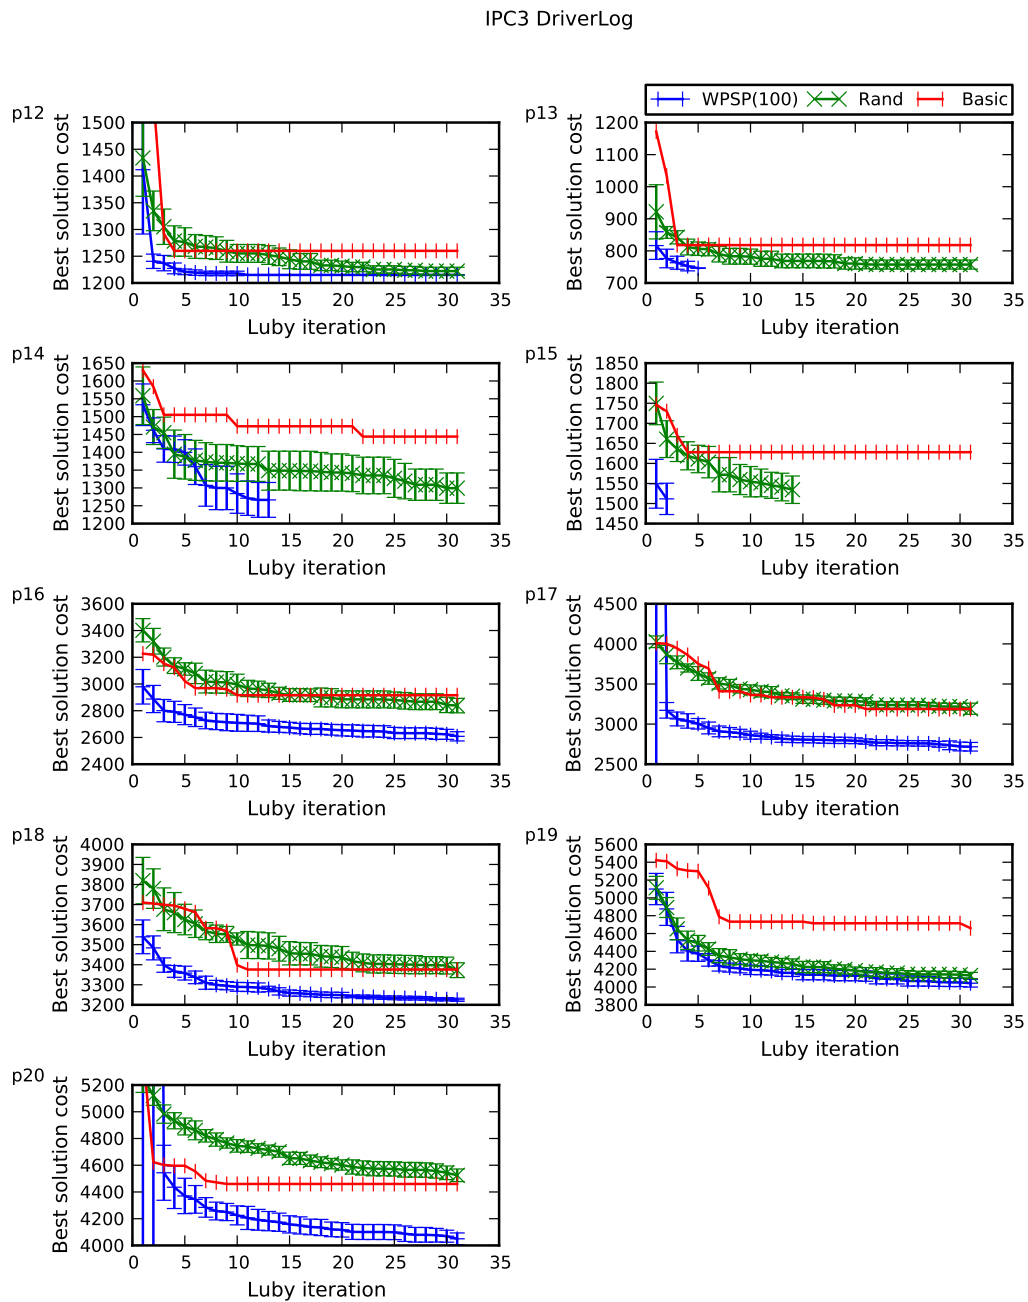 IPC3 DriverLog
WPSP(100) Rand Basic
p12
Best solution cost
1500
1450
1400
1350
1300
1250
1200
0 5 10 15 20 25 30 35
Luby iteration
p13
Best solution cost
1200
1100
1000
900
800
700
0 5 10 15 20 25 30 35
Luby iteration
p14
Best solution cost
1650
1600
1550
1500
1450
1400
1350
1300
1250
1200
0 5 10 15 20 25 30 35
Luby iteration
p15
Best solution cost
1850
1800
1750
1700
1650
1600
1550
1500
1450
0 5 10 15 20 25 30 35
Luby iteration
p16
Best solution cost
3600
3400
3200
3000
2800
2600
2400
0 5 10 15 20 25 30 35
Luby iteration
p17
Best solution cost
4500
4000
3500
3000
2500
0 5 10 15 20 25 30 35
Luby iteration
p18
Best solution cost
4000
3900
3800
3700
3600
3500
3400
3300
3200
0 5 10 15 20 25 30 35
Luby iteration
p19
Best solution cost
5600
5400
5200
5000
4800
4600
4400
4200
4000
3800
0 5 10 15 20 25 30 35
Luby iteration
p20
Best solution cost
5200
5000
4800
4600
4400
4200
4000
0 5 10 15 20 25 30 35
Luby iteration